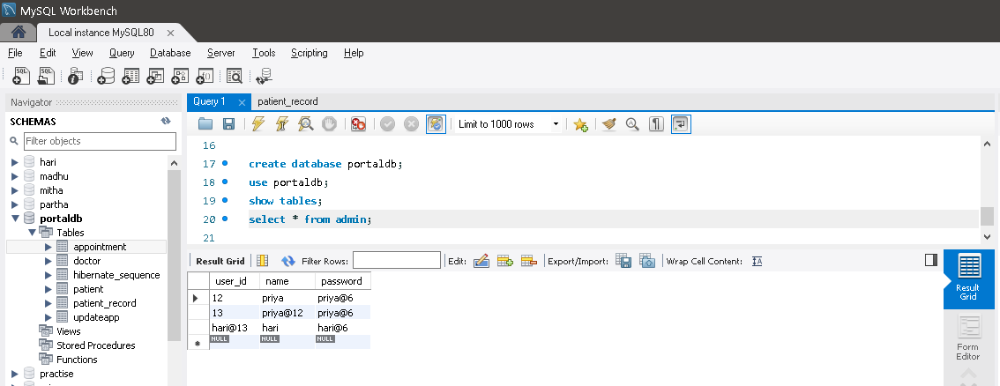 MySQL Workbench
Local instance MySQL80 ×
File Edit View Query Database Server Tools Scripting Help
Navigator
SCHEMAS
Filter objects
hari
madhu
mitha
partha
portaldb
Tables
appointment
doctor
hibernate_sequence
patient
patient_record
updateapp
Views
Stored Procedures
Functions
practise
Query 1 × patient_record
Limit to 1000 rows
16
17 create database portaldb;
18 use portaldb;
19 show tables;
20 select * from admin;
21
Result Grid Filter Rows: Edit: Export/Import: Wrap Cell Content: IA
user_id name password
12 priya priya@6
13 priya@12 priya@6
hari@13 hari hari@6
NULL NULL NULL
Result
Grid
Form
Editor